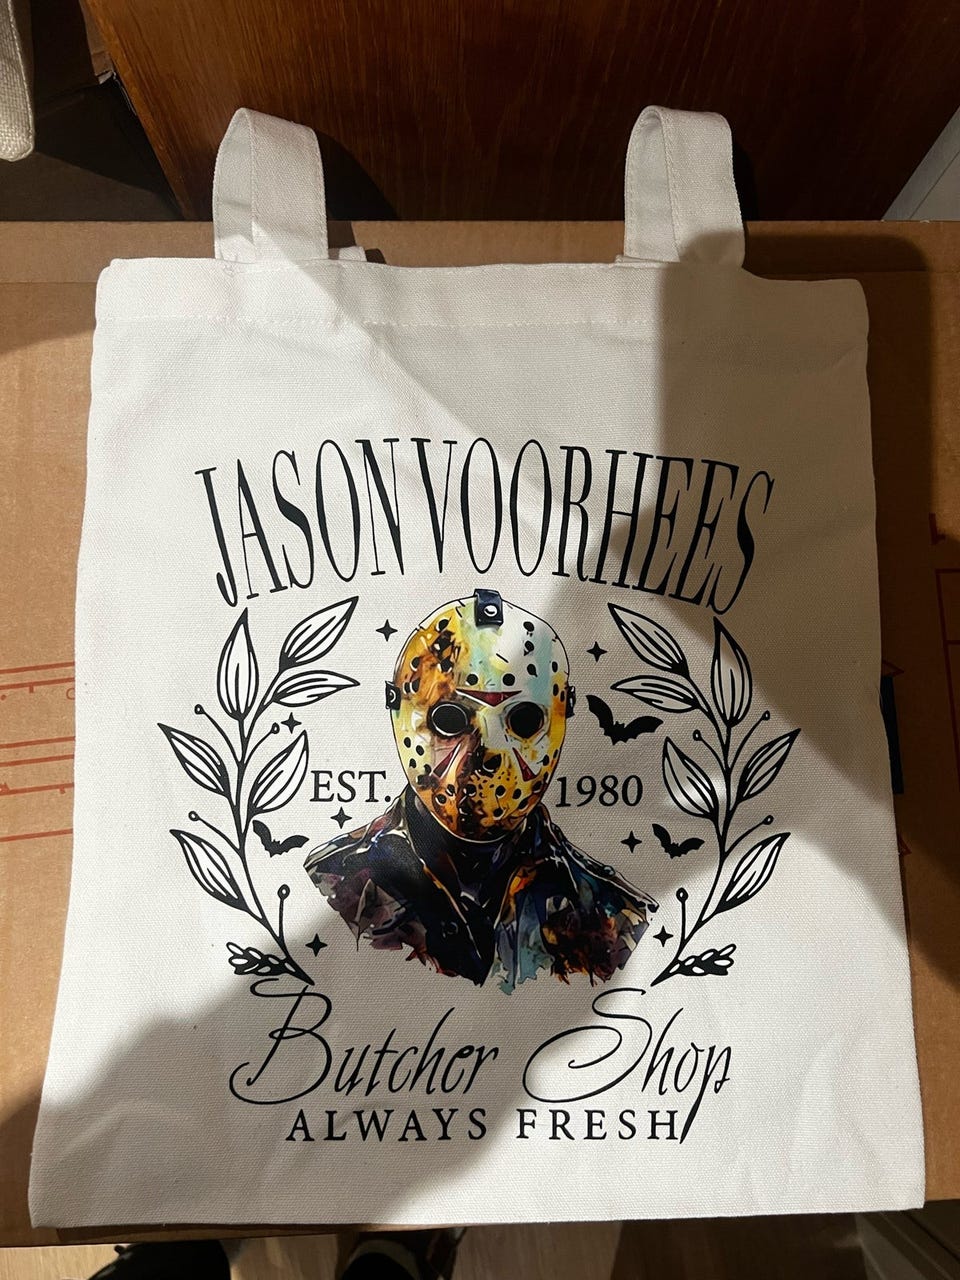 JASON VOORHEES
EST. 1980
Butcher Shop
ALWAYS FRESH